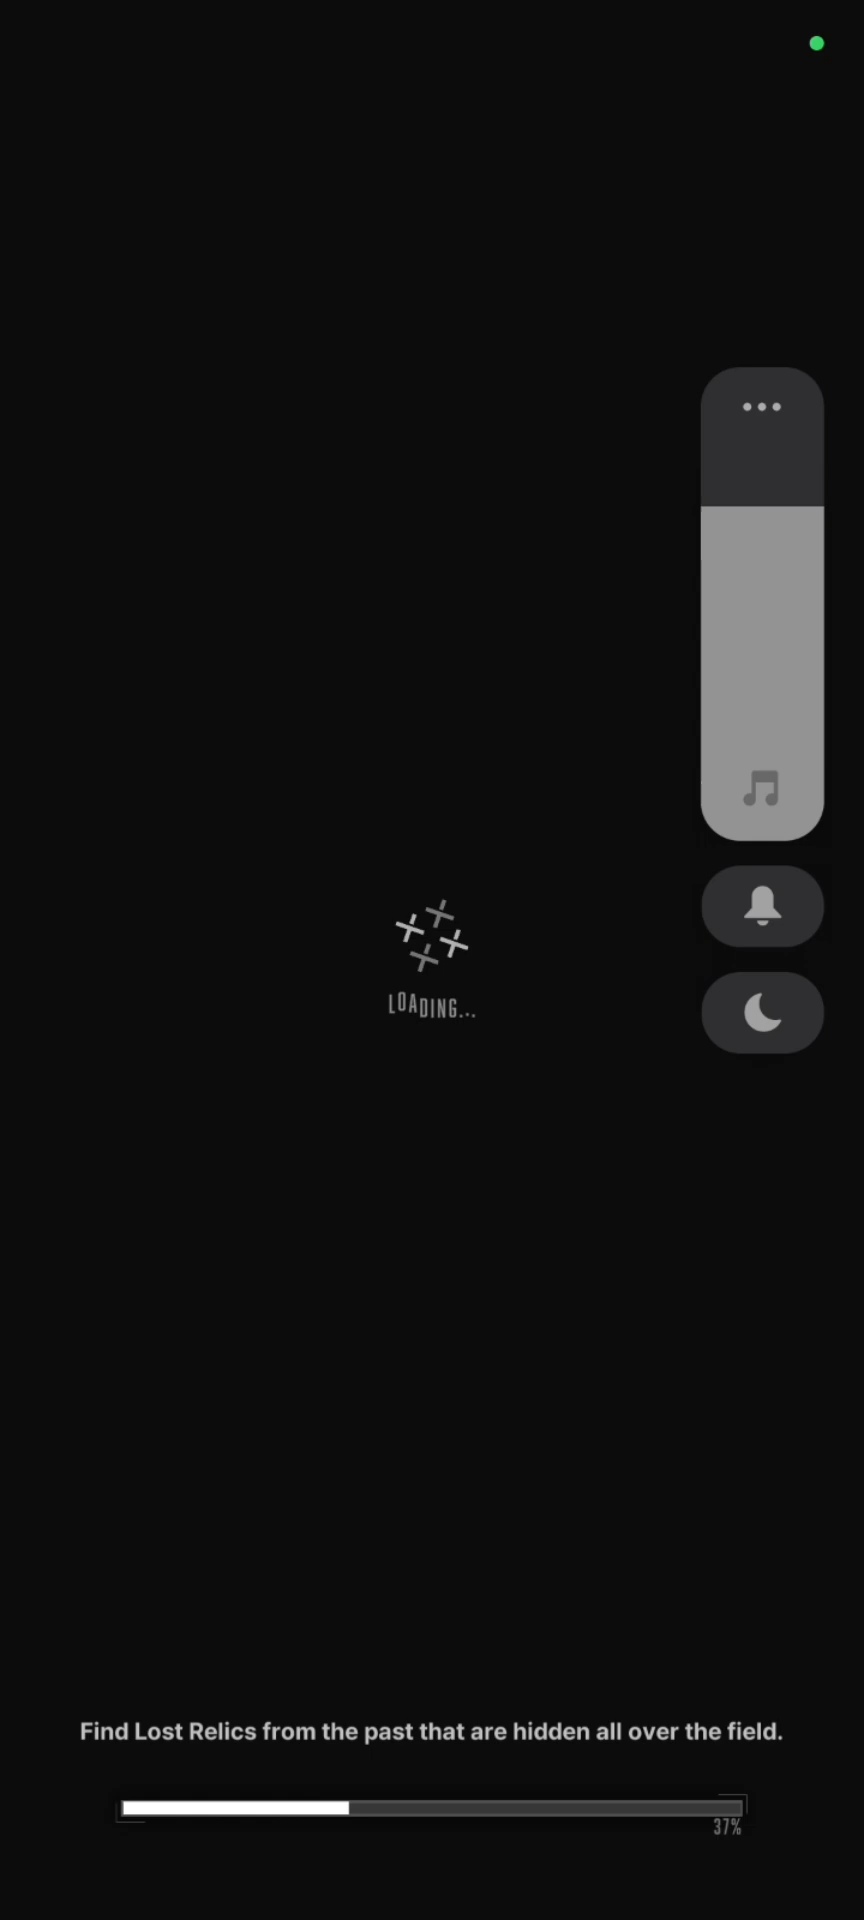 LOADING...
Find Lost Relics from the past that are hidden all over the field.
37%